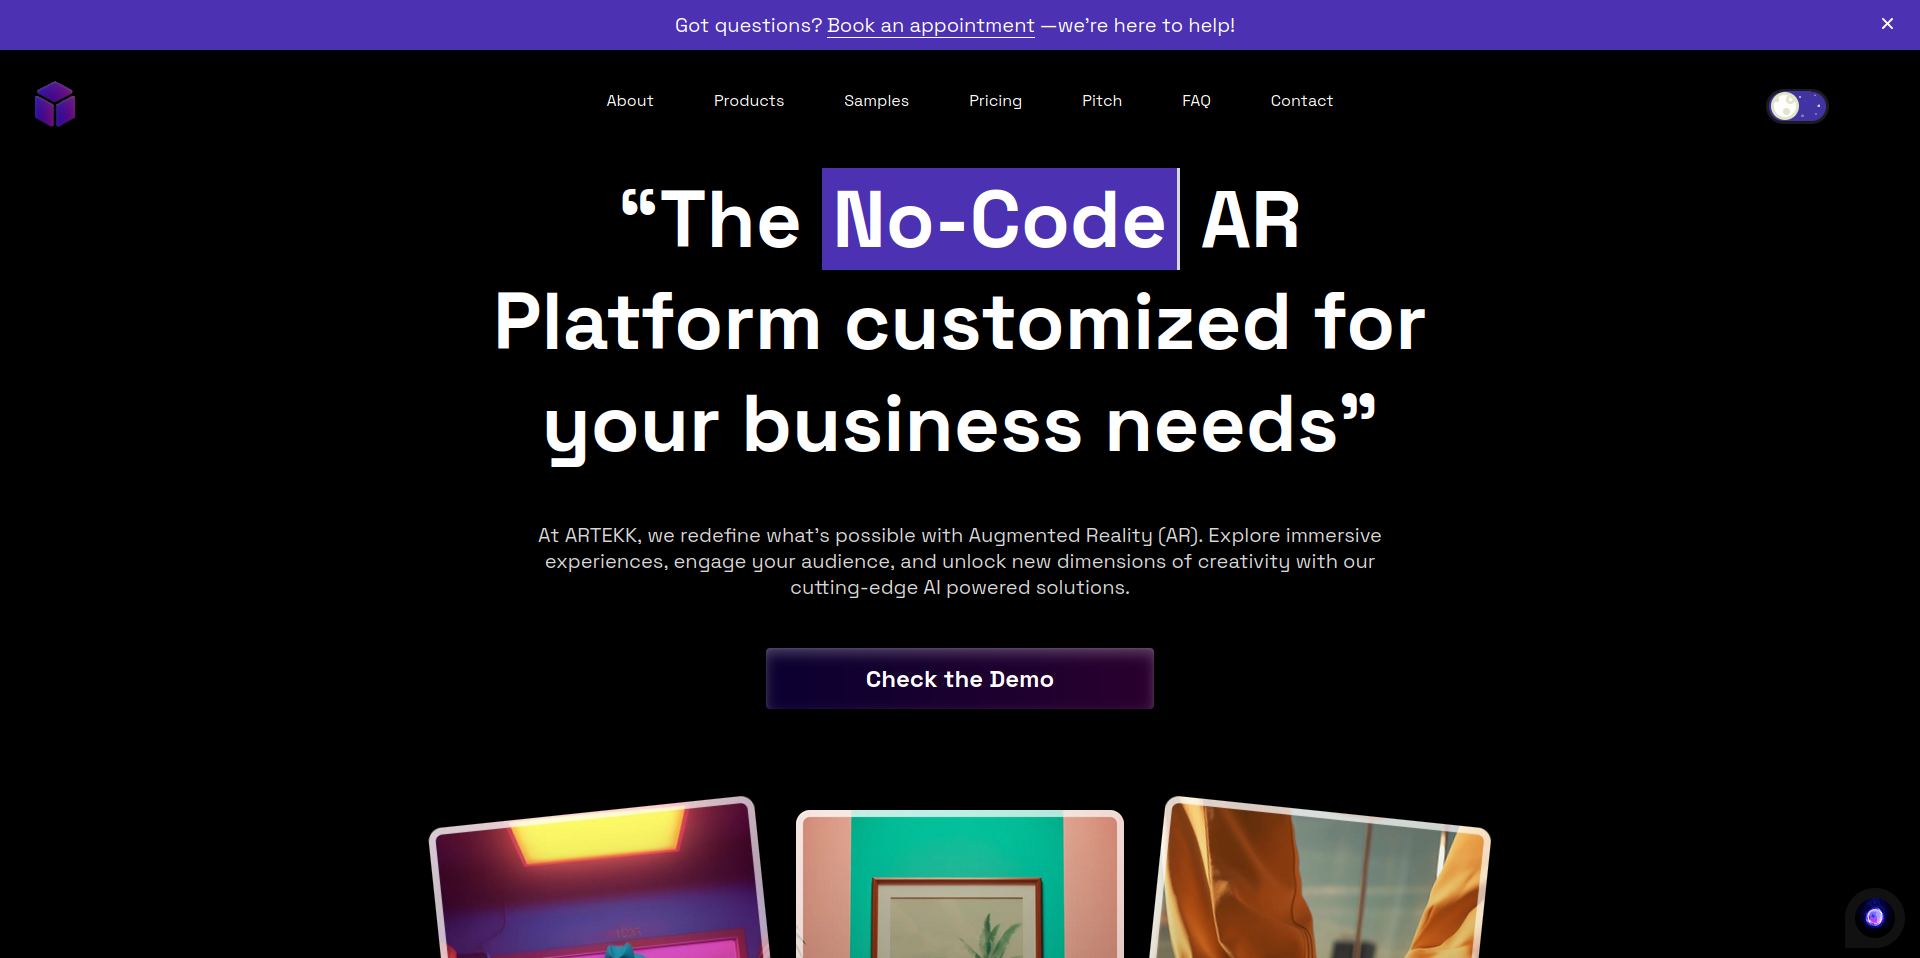 Got questions? Book an appointment —we're here to help!
About Products Samples Pricing Pitch FAQ Contact
“The No-Code AR
Platform customized for
your business needs”
At ARTEKK, we redefine what's possible with Augmented Reality (AR). Explore immersive
experiences, engage your audience, and unlock new dimensions of creativity with our
cutting-edge AI powered solutions.
Check the Demo